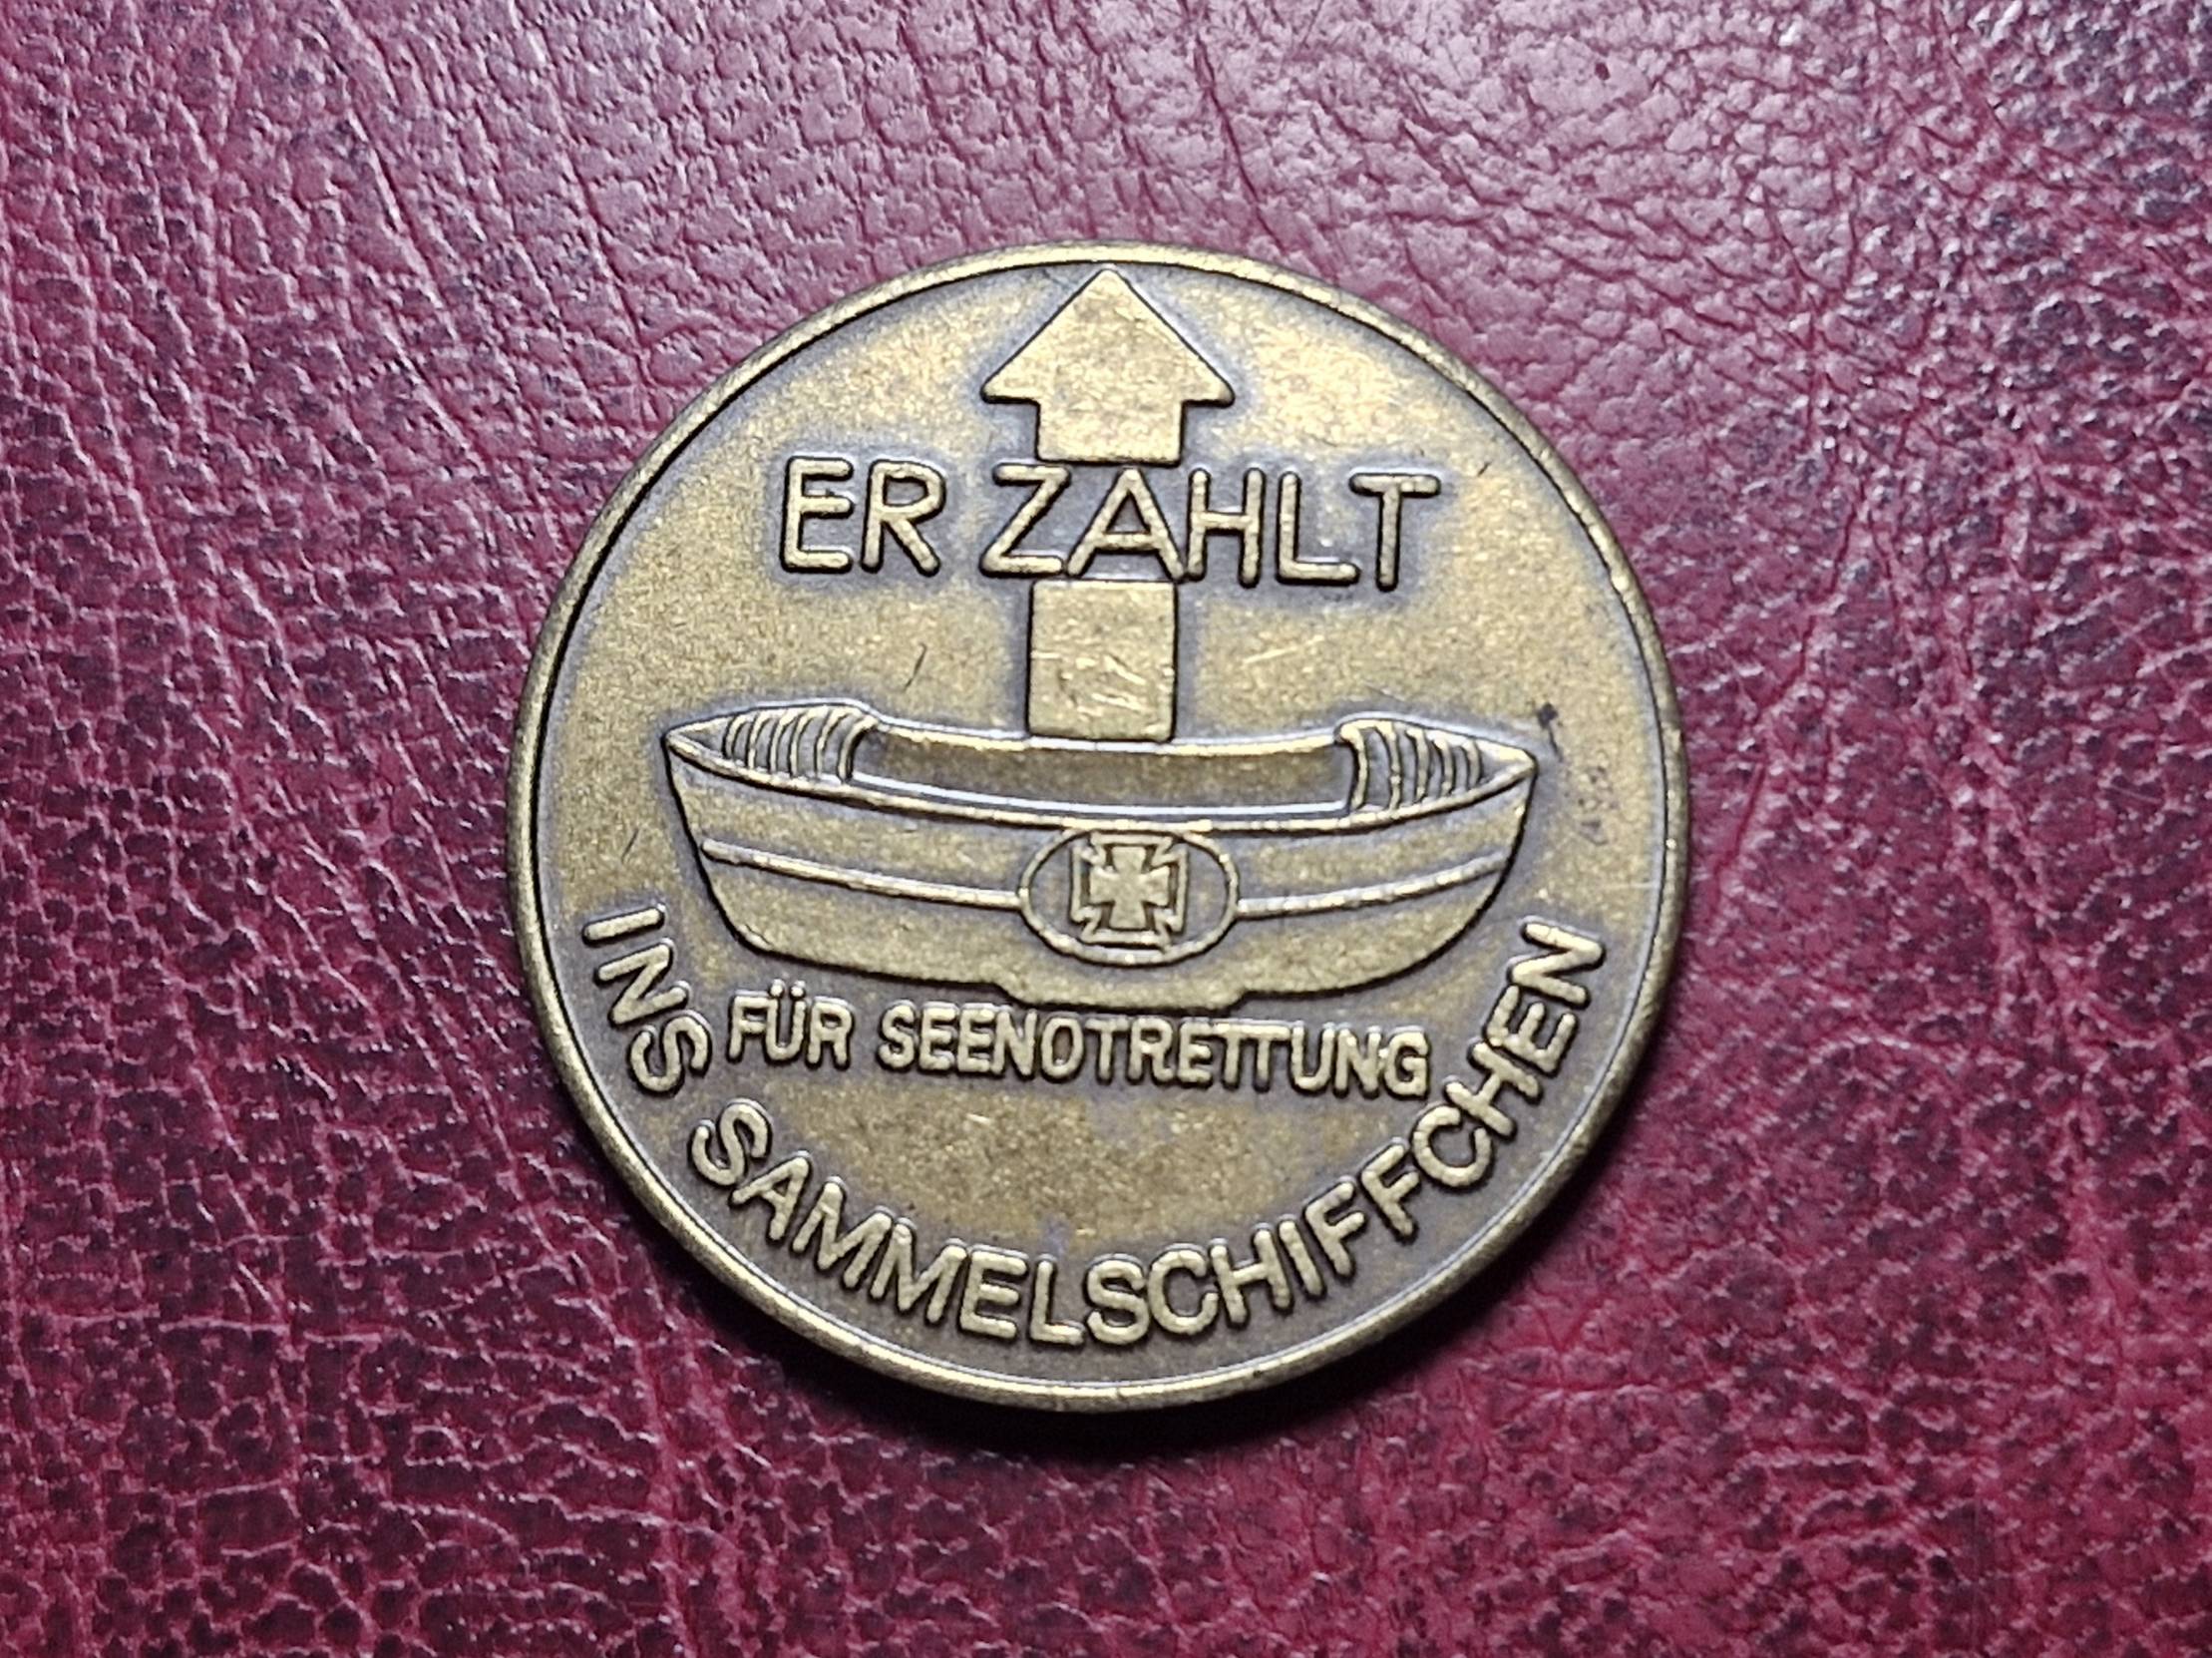 ER ZAHLT
FÜR SEENOTRETTUNG
INS SAMMELSCHIFFCHEN